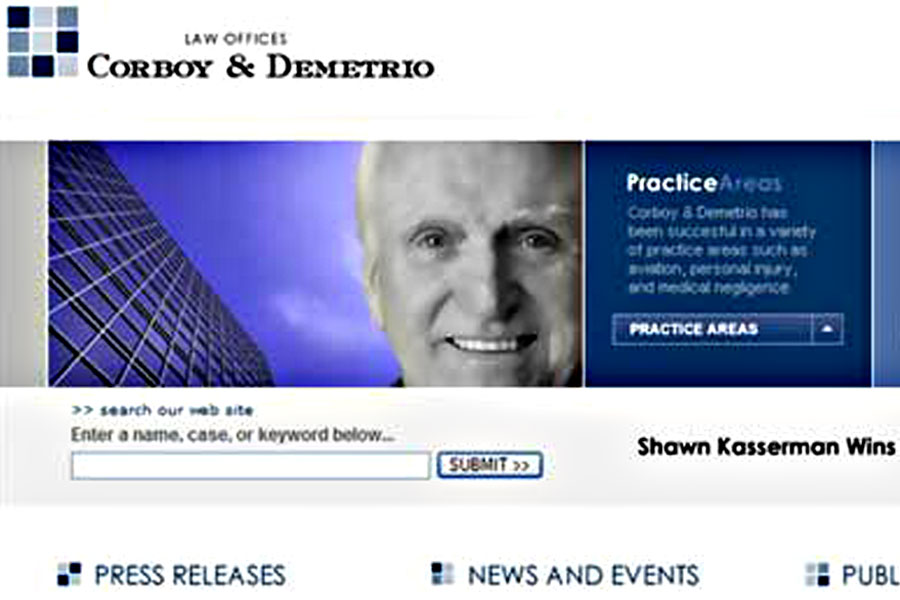 LAW OFFICES
CORBOY & DEMETRIO
PracticeAreas
Corboy & Demetrio has
been succesful in a variety
of practice areas such as
aviation, personal injury,
and medical negligence
PRACTICE AREAS
>> search our web site
Enter a name, case, or keyword below...
SUBMIT >>
Shawn Kasserman Wins
PRESS RELEASES
NEWS AND EVENTS
PUBL